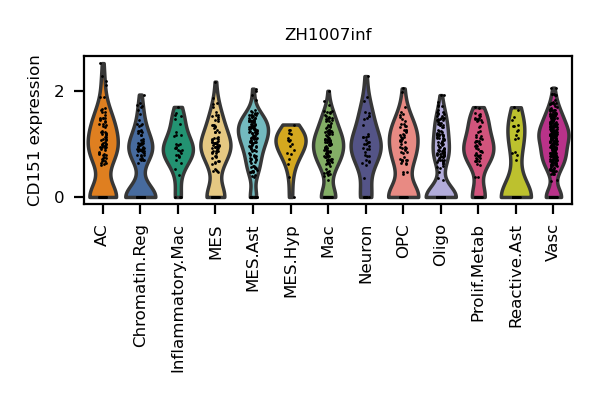 ZH1007inf
CD151 expression
2
0
AC
Chromatin.Reg
Inflammatory.Mac
MES
MES.Ast
MES.Hyp
Mac
Neuron
OPC
Oligo
Prolif.Metab
Reactive.Ast
Vasc